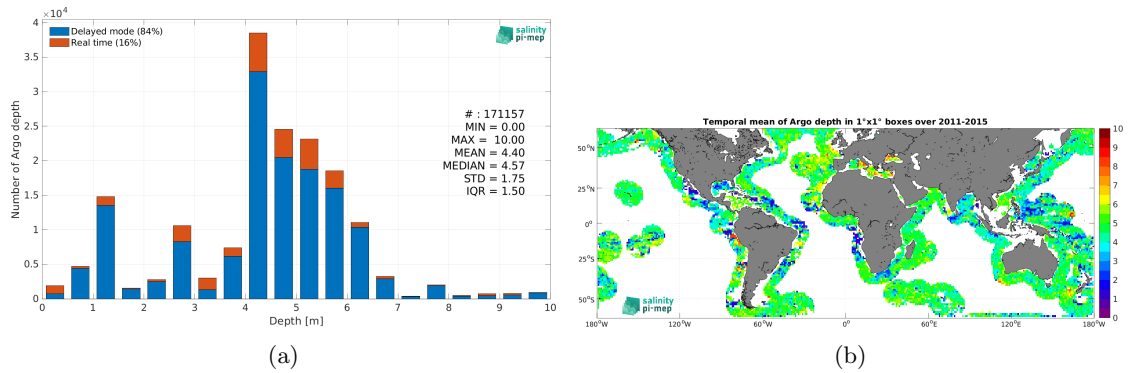 ×10⁴
4
3.5
3
2.5
2
1.5
1
0.5
0
Number of Argo depth
Delayed mode (84%)
Real time (16%)
salinity
pi-mep
# : 171157
MIN = 0.00
MAX = 10.00
MEAN = 4.40
MEDIAN = 4.57
STD = 1.75
IQR = 1.50
1 2 3 4 5 6 7 8 9 10
Depth [m]
(a)
Temporal mean of Argo depth in 1°x1° boxes over 2011-2015
50°N
25°N
0°
25°S
50°S
180°W 120°W 60°W 0° 60°E 120°E 180°W
salinity
pi-mep
10
9
8
7
6
5
4
3
2
1
0
(b)